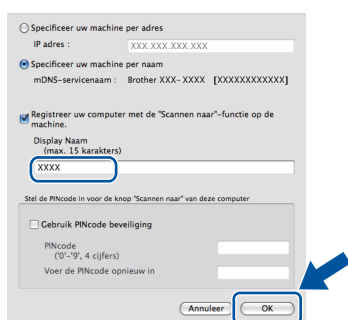 Specificeer uw machine per adres
IP adres : XXX.XXX.XXX.XXX
Specificeer uw machine per naam
mDNS-servicenaam : Brother XXX-XXXX [XXXXXXXXXXXX]
Registreer uw computer met de "Scannen naar"-functie op de
machine.
Display Naam
(max. 15 karakters)
XXXX
Stel de PINcode in voor de knop "Scannen naar" van deze computer
Gebruik PINcode beveiliging
PINcode
('0'-'9', 4 cijfers)
Voer de PINcode opnieuw in
Annuleer OK